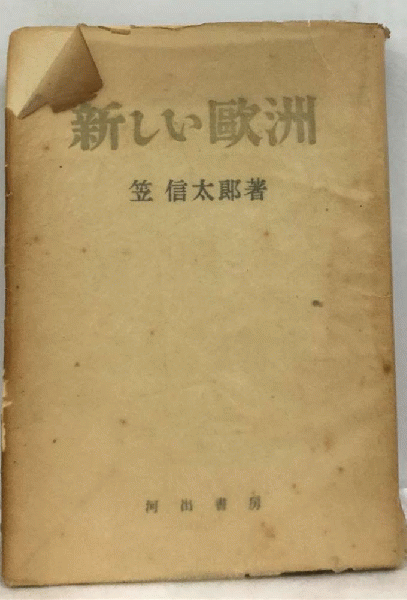 新しい歐洲
笠 信太郎著
河出書房